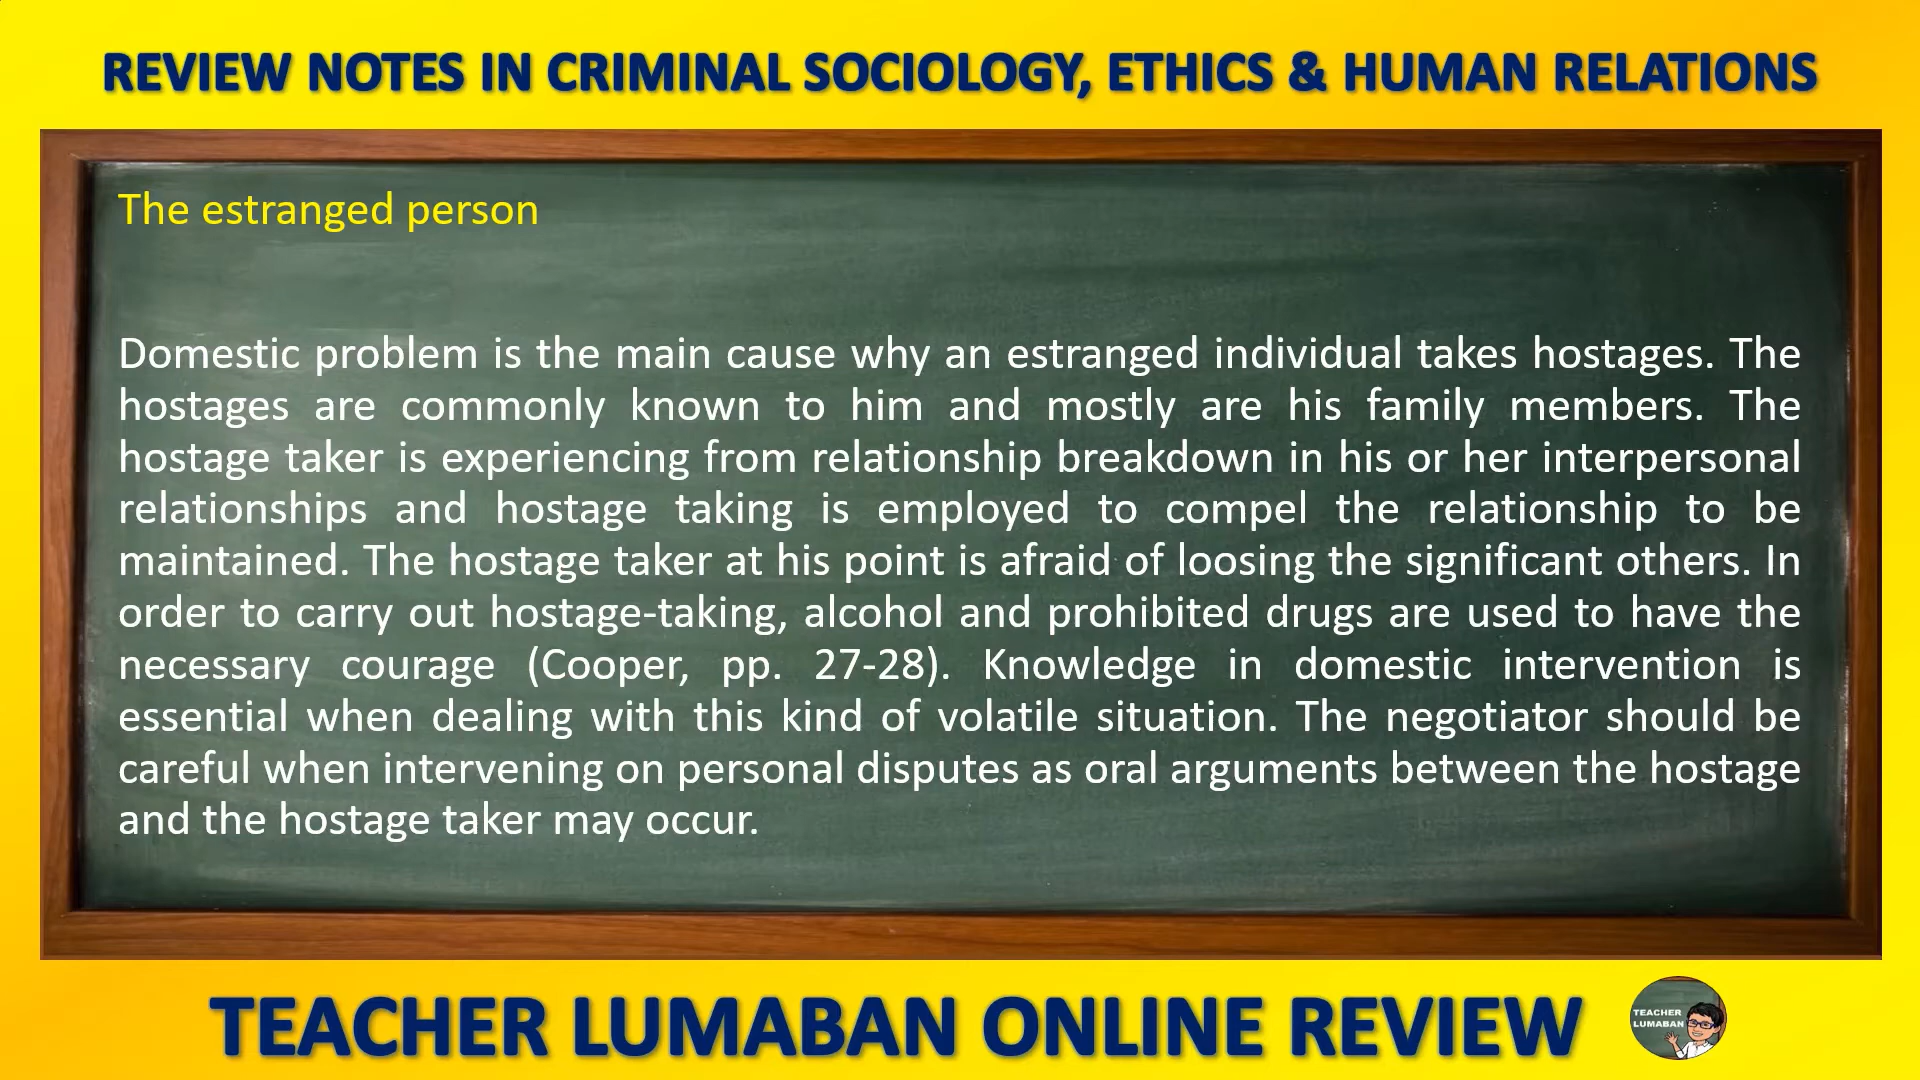 REVIEW NOTES IN CRIMINAL SOCIOLOGY, ETHICS & HUMAN RELATIONS
The estranged person
Domestic problem is the main cause why an estranged individual takes hostages. The
hostages are commonly known to him and mostly are his family members. The
hostage taker is experiencing from relationship breakdown in his or her interpersonal
relationships and hostage taking is employed to compel the relationship to be
maintained. The hostage taker at his point is afraid of loosing the significant others. In
order to carry out hostage-taking, alcohol and prohibited drugs are used to have the
necessary courage (Cooper, pp. 27-28). Knowledge in domestic intervention is
essential when dealing with this kind of volatile situation. The negotiator should be
careful when intervening on personal disputes as oral arguments between the hostage
and the hostage taker may occur.
TEACHER LUMABAN ONLINE REVIEW
TEACHER
LUMABAN